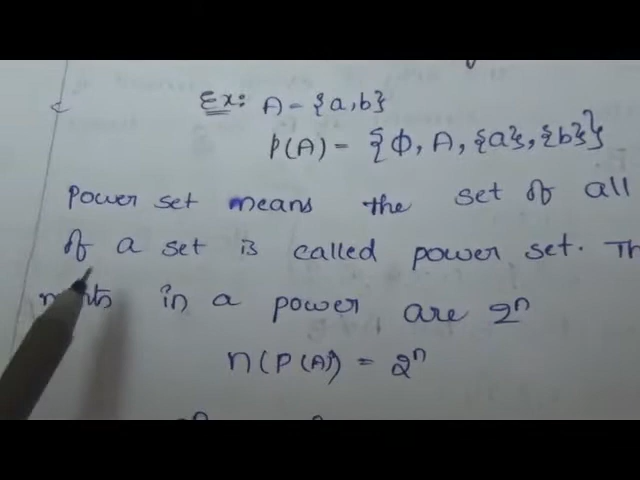 Ex: A = {a, b}
P(A) = {Φ, A, {a}, {b}}
Power set means the set of all
of a set is called power set. Th
in a power are 2ⁿ
n(P(A)) = 2ⁿ